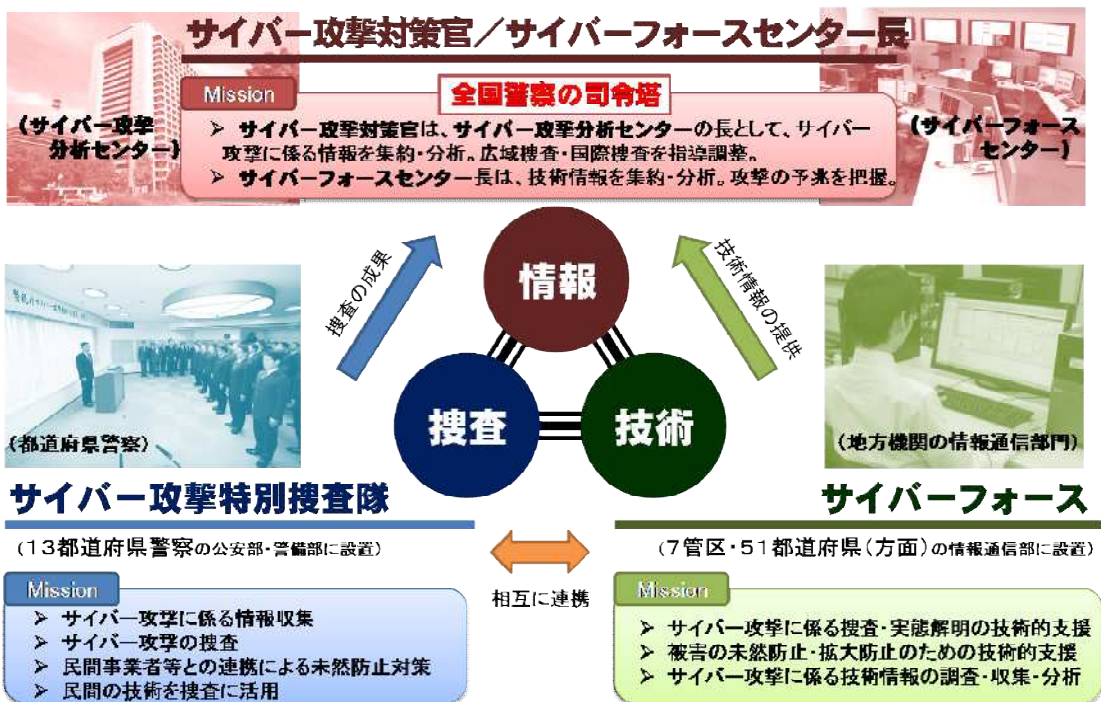 サイバー攻撃対策官／サイバーフォースセンター長
Mission
全国警察の司令塔
(サイバー攻撃
分析センター)
➢ サイバー攻撃対策官は、サイバー攻撃分析センターの長として、サイバー
攻撃に係る情報を集約・分析。広域捜査・国際捜査を指導調整。
➢ サイバーフォースセンター長は、技術情報を集約・分析。攻撃の予兆を把握。
(サイバーフォース
センター)
捜査の成果
情報
技術情報の提供
捜査
技術
(都道府県警察)
(地方機関の情報通信部門)
サイバー攻撃特別捜査隊
(13都道府県警察の公安部・警備部に設置)
サイバーフォース
(7管区・51都道府県(方面)の情報通信部に設置)
相互に連携
Mission
➢ サイバー攻撃に係る情報収集
➢ サイバー攻撃の捜査
➢ 民間事業者等との連携による未然防止対策
➢ 民間の技術を捜査に活用
Mission
➢ サイバー攻撃に係る捜査・実態解明の技術的支援
➢ 被害の未然防止・拡大防止のための技術的支援
➢ サイバー攻撃に係る技術情報の調査・収集・分析